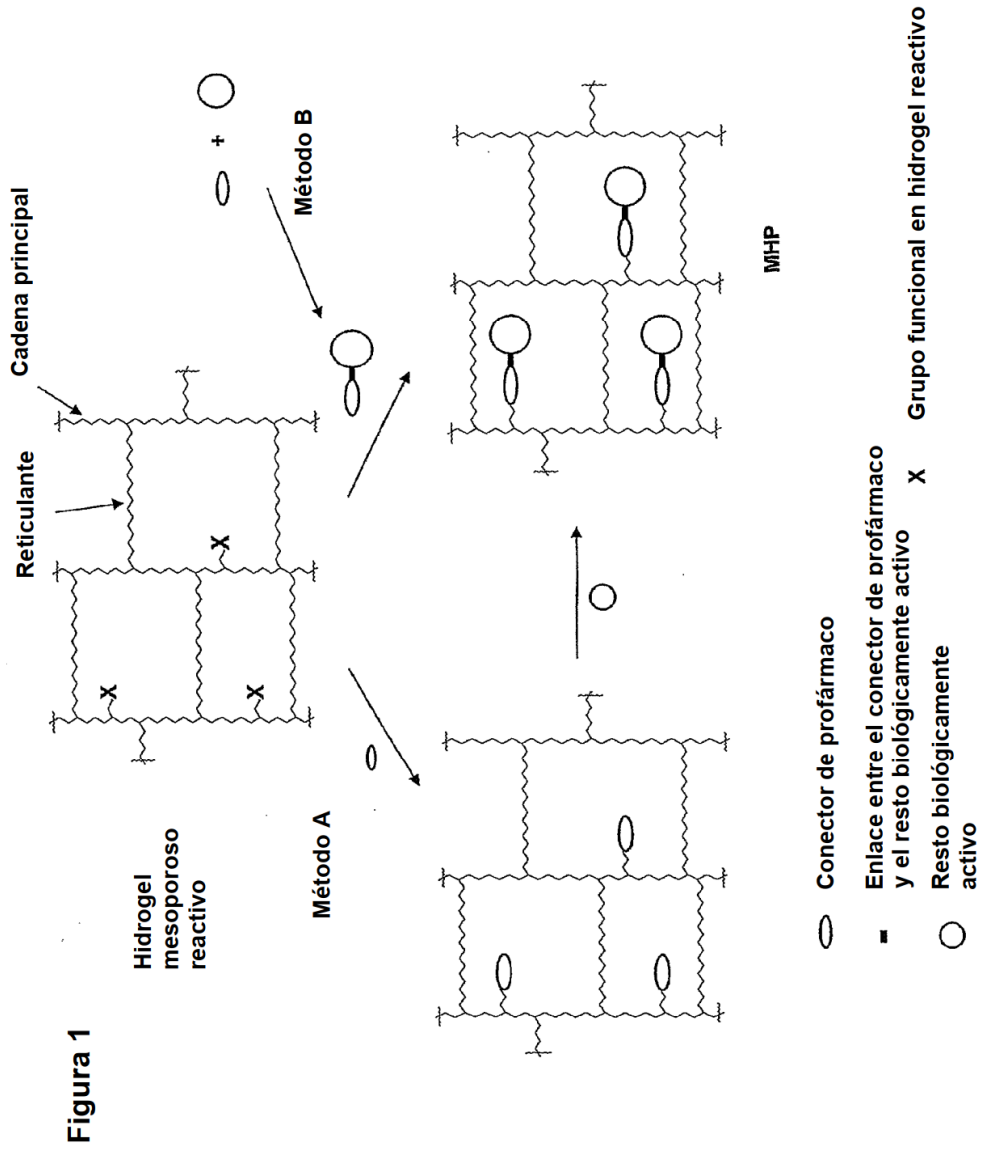 Figura 1
Hidrogel
mesoporoso
reactivo
Reticulante
Cadena principal
X
X
X
Método A
+
Método B
MHP
Conector de profármaco
Enlace entre el conector de profármaco
y el resto biológicamente activo
Resto biológicamente
activo
X Grupo funcional en hidrogel reactivo